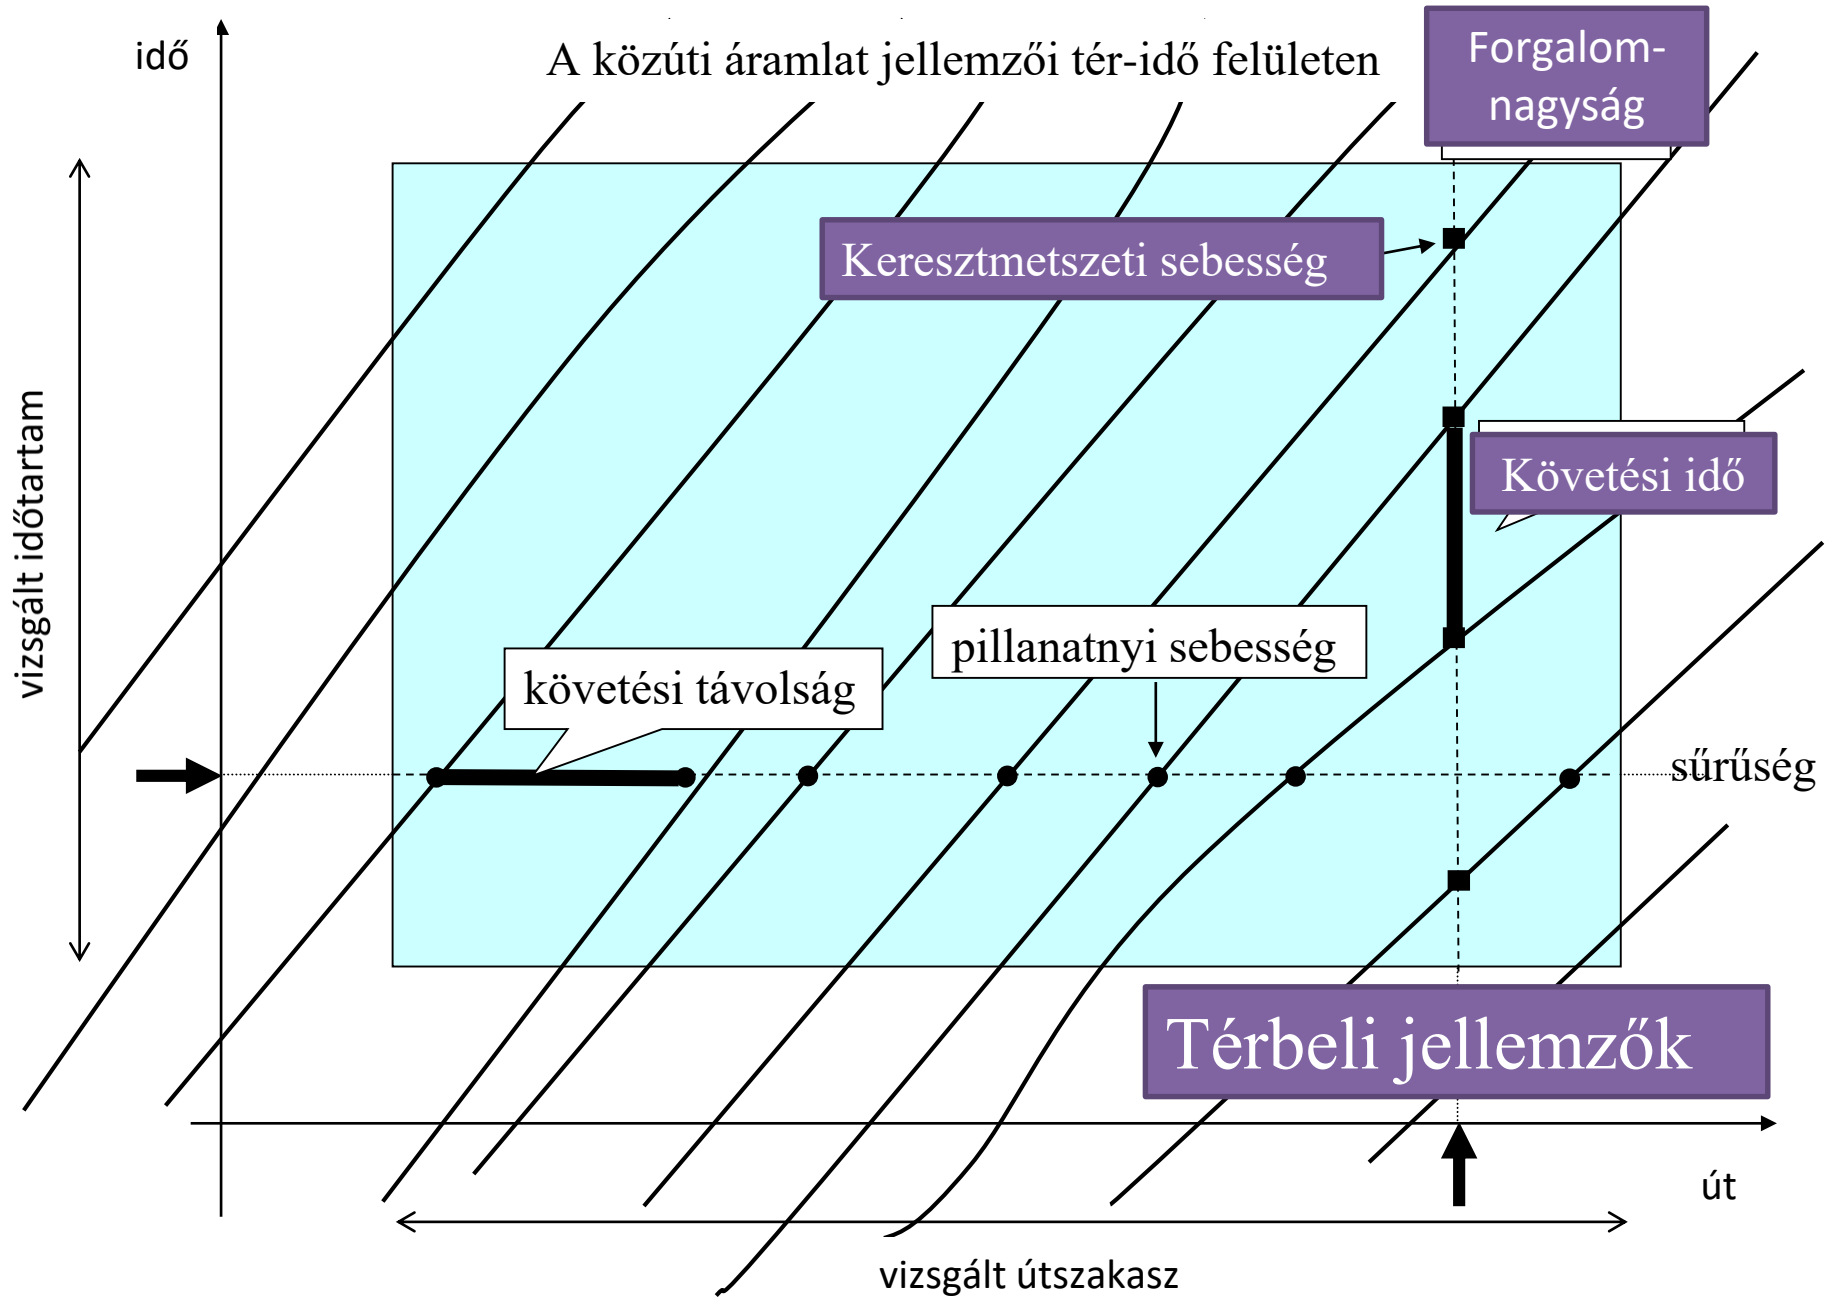 idő
A közúti áramlat jellemzői tér-idő felületen
Forgalom-
nagyság
Keresztmetszeti sebesség
vizsgált időtartam
Követési idő
pillanatnyi sebesség
követési távolság
sűrűség
Térbeli jellemzők
út
vizsgált útszakasz